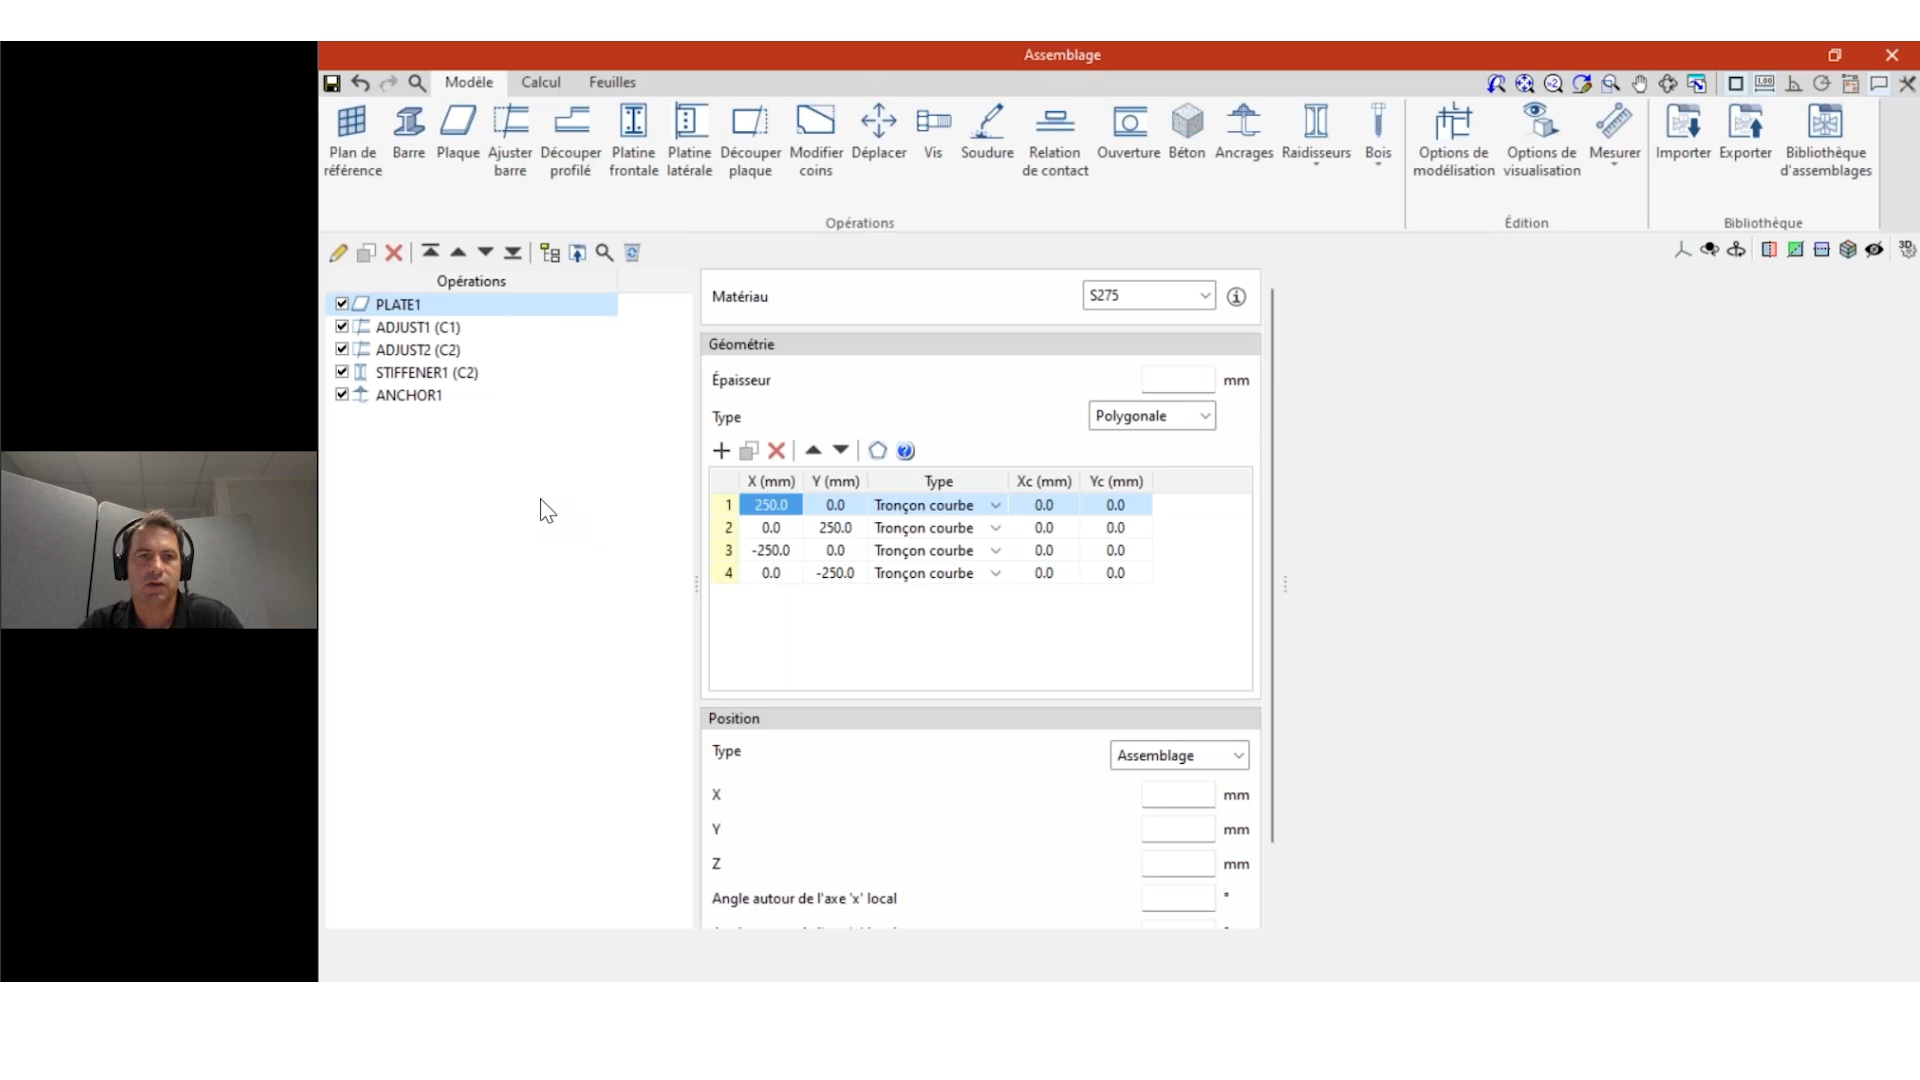 Assemblage
Modèle Calcul Feuilles
Plan de référence
Barre
Plaque
Ajuster barre
Découper profilé
Platine frontale
Platine latérale
Découper plaque
Modifier coins
Déplacer
Vis
Soudure
Relation de contact
Ouverture
Béton
Ancrages
Raidisseurs
Bois
Options de modélisation
Options de visualisation
Mesurer
Importer
Exporter
Bibliothèque d'assemblages
Opérations
Édition
Bibliothèque
3D
Opérations
PLATE1
ADJUST1 (C1)
ADJUST2 (C2)
STIFFENER1 (C2)
ANCHOR1
Matériau S275
Géométrie
Épaisseur mm
Type Polygonale
X (mm) Y (mm) Type Xc (mm) Yc (mm)
1 250.0 0.0 Tronçon courbe 0.0 0.0
2 0.0 250.0 Tronçon courbe 0.0 0.0
3 -250.0 0.0 Tronçon courbe 0.0 0.0
4 0.0 -250.0 Tronçon courbe 0.0 0.0
Position
Type Assemblage
X mm
Y mm
Z mm
Angle autour de l'axe 'x' local °